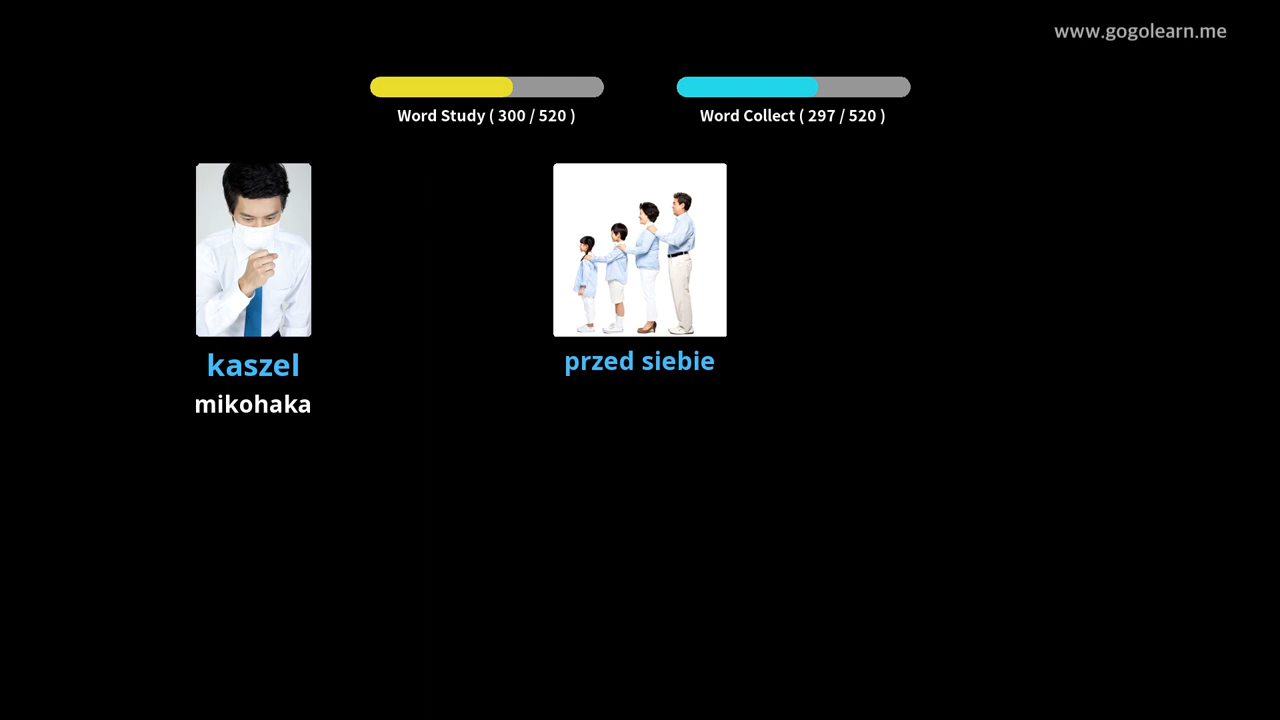 www.gogolearn.me
Word Study ( 300 / 520 )
Word Collect ( 297 / 520 )
kaszel
mikohaka
przed siebie